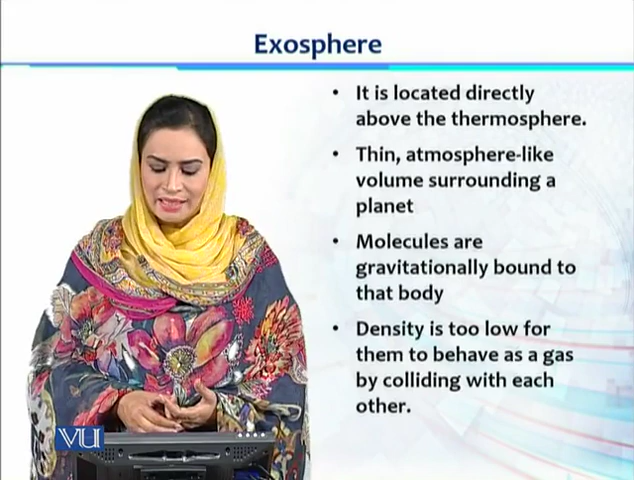 Exosphere
• It is located directly
above the thermosphere.
• Thin, atmosphere-like
volume surrounding a
planet
• Molecules are
gravitationally bound to
that body
• Density is too low for
them to behave as a gas
by colliding with each
other.
VU